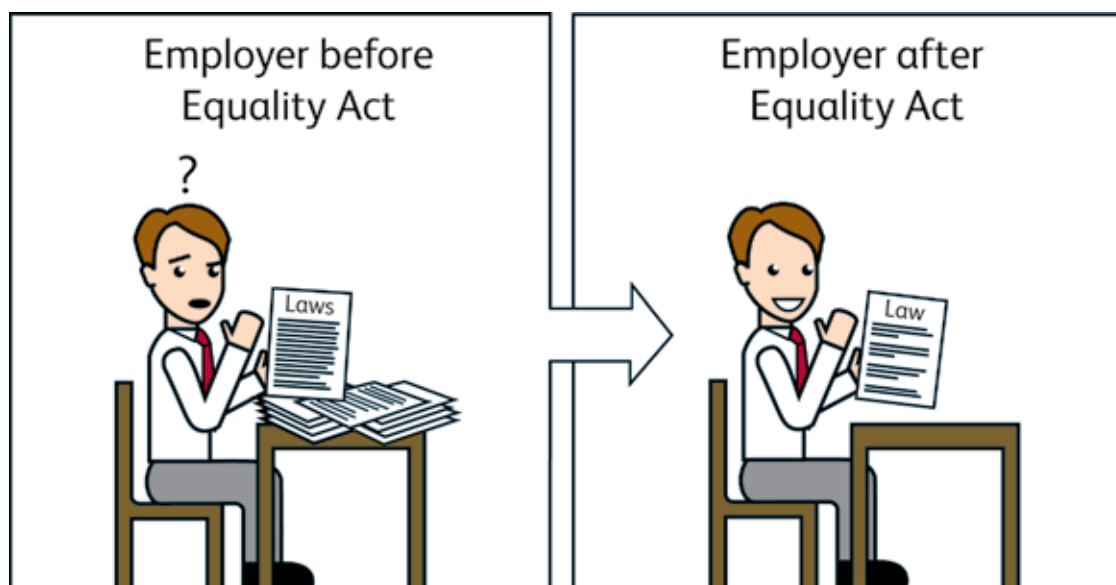 Employer before
Equality Act
?
Laws
Employer after
Equality Act
Law